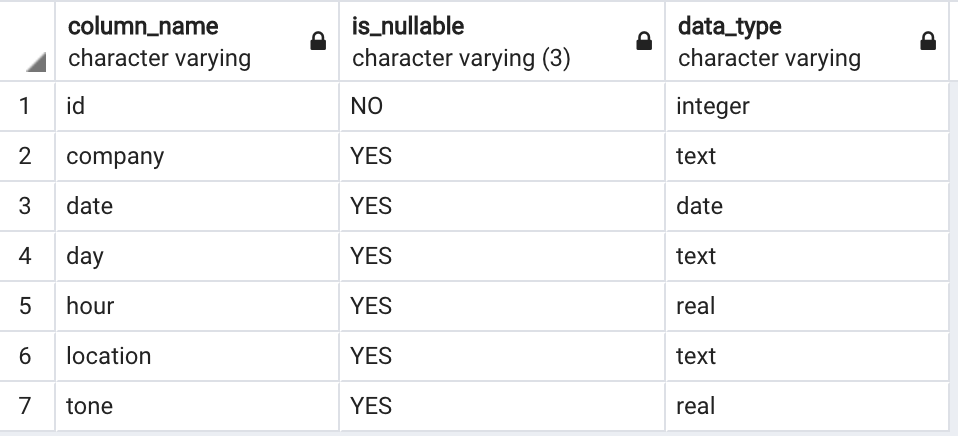 column_name is_nullable data_type
character varying character varying (3) character varying
1 id NO integer
2 company YES text
3 date YES date
4 day YES text
5 hour YES real
6 location YES text
7 tone YES real